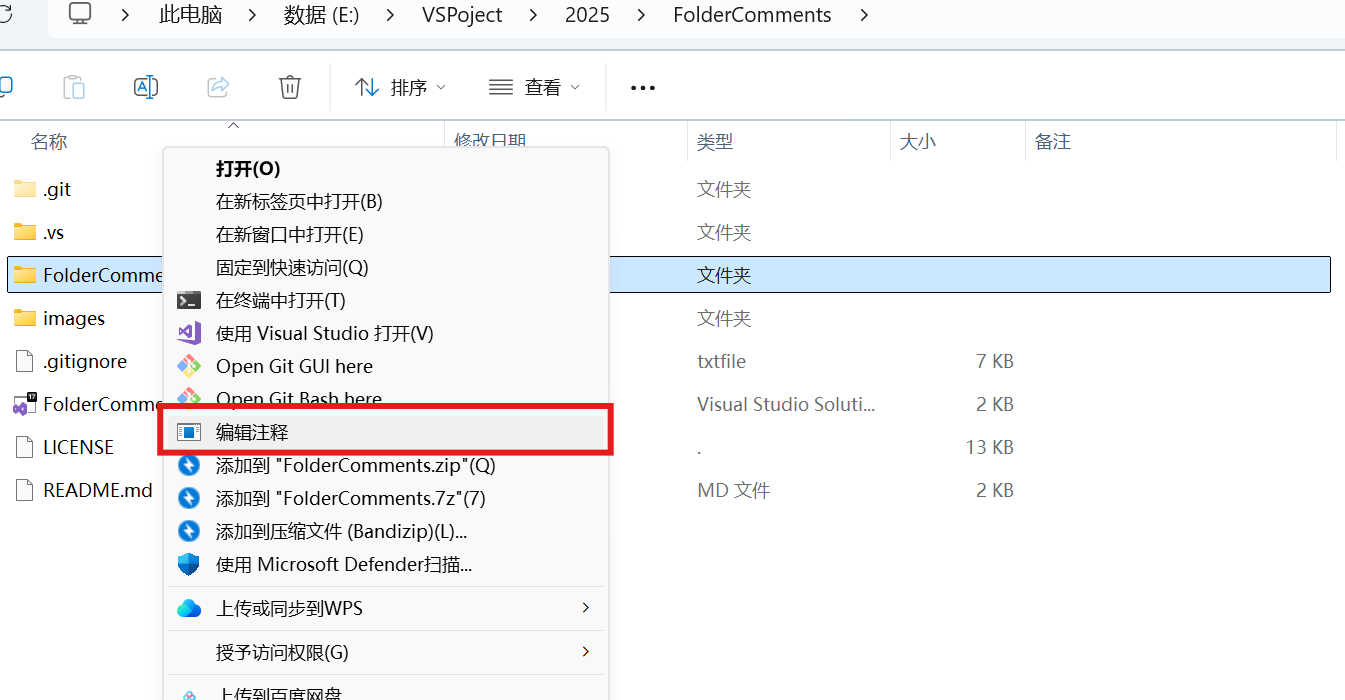 此电脑 > 数据 (E:) > VSPoject > 2025 > FolderComments >
排序 查看
名称 修改日期 类型 大小 备注
打开(O)
.git 文件夹
在新标签页中打开(B)
.vs 文件夹
在新窗口中打开(E)
FolderComme 文件夹
固定到快速访问(Q)
在终端中打开(T)
images 文件夹
使用 Visual Studio 打开(V)
.gitignore txtfile 7 KB
Open Git GUI here
FolderComme Visual Studio Soluti... 2 KB
Open Git Bash here
编辑注释
LICENSE . 13 KB
添加到 "FolderComments.zip"(Q)
README.md MD 文件 2 KB
添加到 "FolderComments.7z"(7)
添加到压缩文件 (Bandizip)(L)...
使用 Microsoft Defender扫描...
上传或同步到WPS
授予访问权限(G)
上传到百度网盘